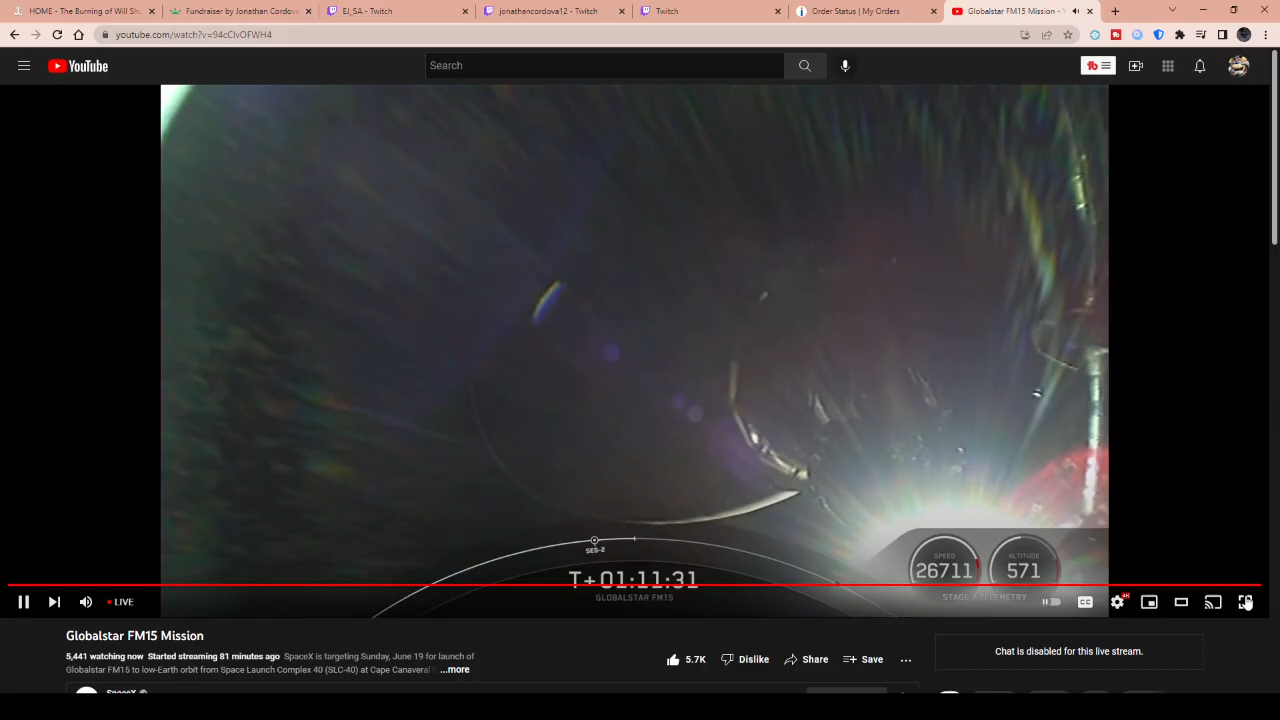 HOME - The Burning of Will Shu
Fundraiser by Jonathan Cordova
EJ_SA - Twitch
jonathancordova12 - Twitch
Twitch
Order Status | My Orders
Globalstar FM15 Mission - Y
youtube.com/watch?v=94cClvOFWH4
YouTube
Search
SES-2
T+01:11:31
GLOBALSTAR FM15
SPEED
26711
ALTITUDE
571
STAGE 2 TELEMETRY
LIVE
CC
4K
Globalstar FM15 Mission
5,441 watching now Started streaming 81 minutes ago SpaceX is targeting Sunday, June 19 for launch of
Globalstar FM15 to low-Earth orbit from Space Launch Complex 40 (SLC-40) at Cape Canaveral ...more
5.7K
Dislike
Share
Save
Chat is disabled for this live stream.
SpaceX